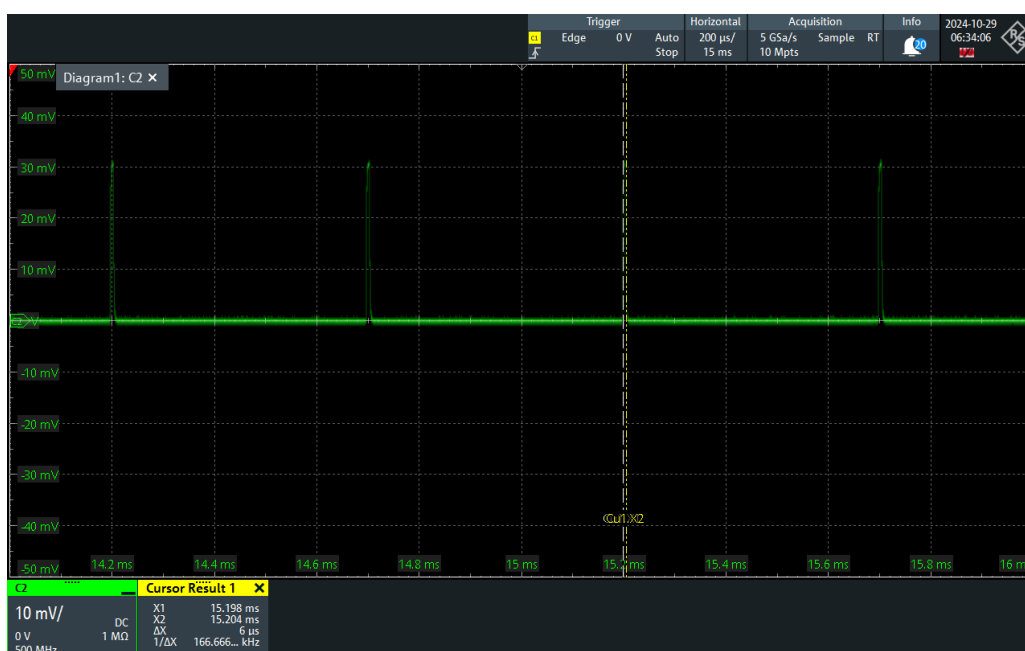 Trigger Horizontal Acquisition Info 2024-10-29
C1 Edge 0 V Auto 200 µs/ 5 GSa/s Sample RT 20 06:34:06
Stop 15 ms 10 Mpts
Diagram1: C2 ×
50 mV
40 mV
30 mV
20 mV
10 mV
C2 V
-10 mV
-20 mV
-30 mV
-40 mV
Cu1 X2
-50 mV 14.2 ms 14.4 ms 14.6 ms 14.8 ms 15 ms 15.2 ms 15.4 ms 15.6 ms 15.8 ms 16 m
C2 Cursor Result 1 X
10 mV/ DC X1 15.198 ms
X2 15.204 ms
0 V 1 MΩ ΔX 6 µs
500 MHz 1/ΔX 166.666... kHz